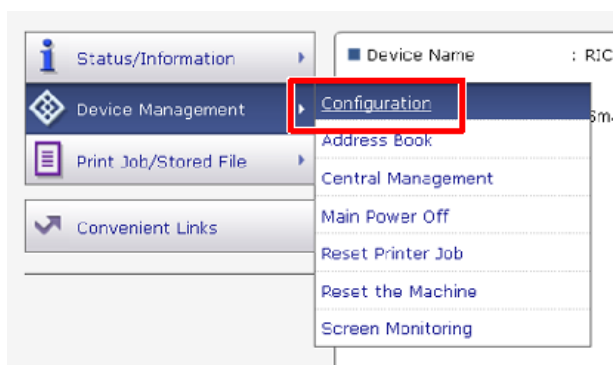 Status/Information
Device Name : RIC
Device Management
Configuration
Address Book
Print Job/Stored File
Central Management
Main Power Off
Convenient Links
Reset Printer Job
Reset the Machine
Screen Monitoring